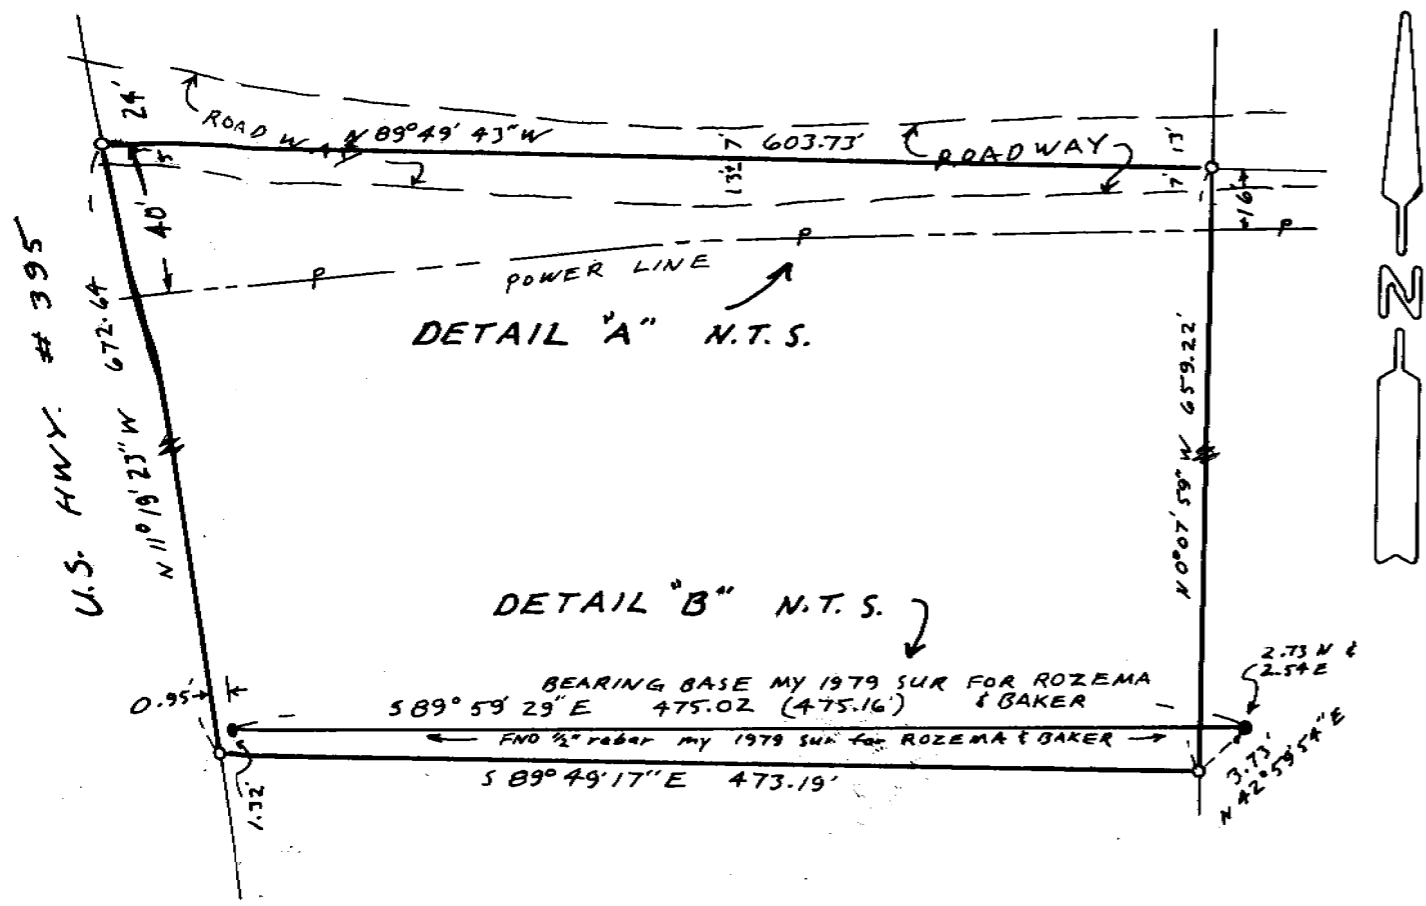 24'
ROADWAY
N 89°49' 43" W 603.73'
7'
13'
ROADWAY
13'
7'
16'
5'
40'
P
P
P
POWER LINE
DETAIL "A" N.T.S.
U.S. HWY. # 395
N 11°19'23" W 672.64
N 0°07'59" W 659.22'
N
DETAIL "B" N.T.S.
2.73 N &
2.54 E
0.95'
BEARING BASE MY 1979 SUR FOR ROZEMA
& BAKER
S 89° 59' 29" E 475.02 (475.16')
FND ½" rebar my 1979 sur for ROZEMA & BAKER
S 89° 49' 17" E 473.19'
1.32'
3.73'
N 42°59'54" E